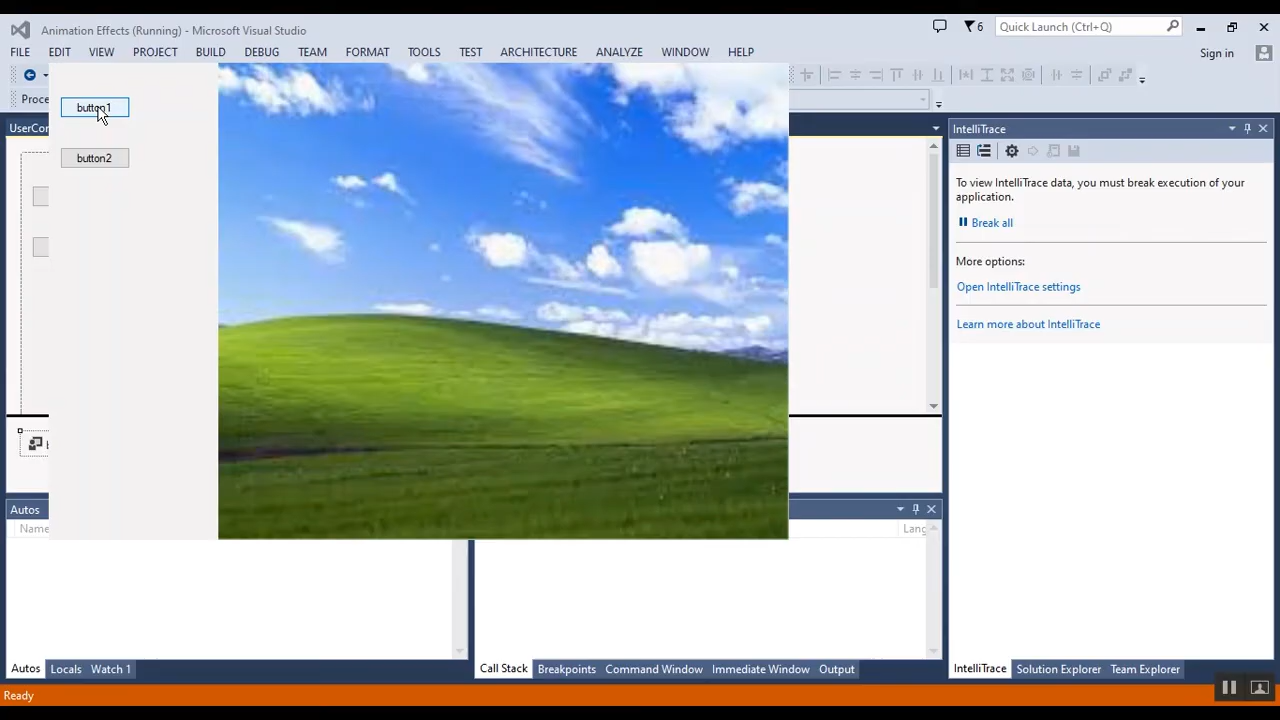 Animation Effects (Running) - Microsoft Visual Studio
6
Quick Launch (Ctrl+Q)
FILE EDIT VIEW PROJECT BUILD DEBUG TEAM FORMAT TOOLS TEST ARCHITECTURE ANALYZE WINDOW HELP
Sign in
Proce
button1
button2
UserCon
IntelliTrace
To view IntelliTrace data, you must break execution of your
application.
Break all
More options:
Open IntelliTrace settings
Learn more about IntelliTrace
Autos
Name
Lang
Autos Locals Watch 1
Call Stack Breakpoints Command Window Immediate Window Output
IntelliTrace Solution Explorer Team Explorer
Ready